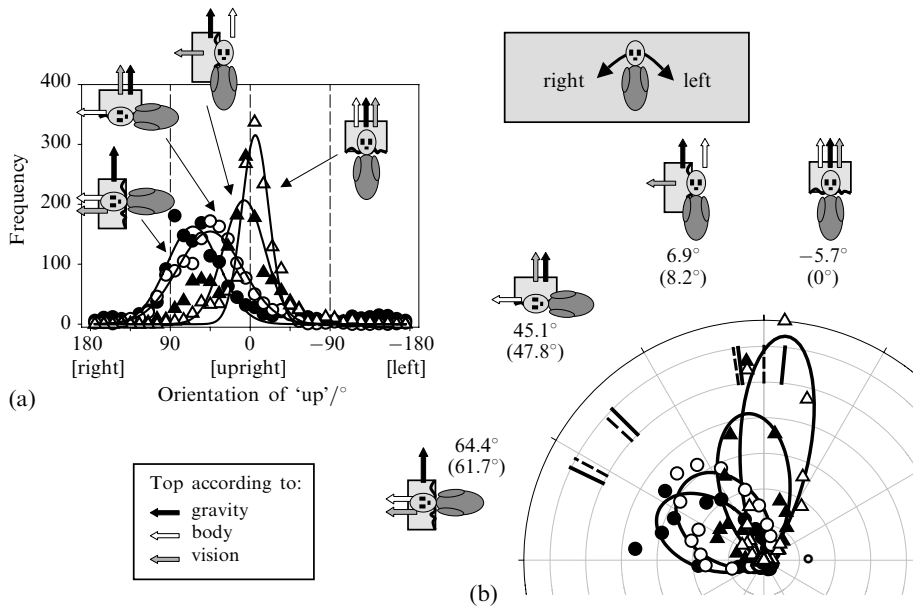 400
300
200
100
0
Frequency
180
90
0
−90
−180
[right]
[upright]
[left]
Orientation of ‘up’/°
(a)
right
left
6.9°
(8.2°)
−5.7°
(0°)
45.1°
(47.8°)
64.4°
(61.7°)
Top according to:
gravity
body
vision
(b)